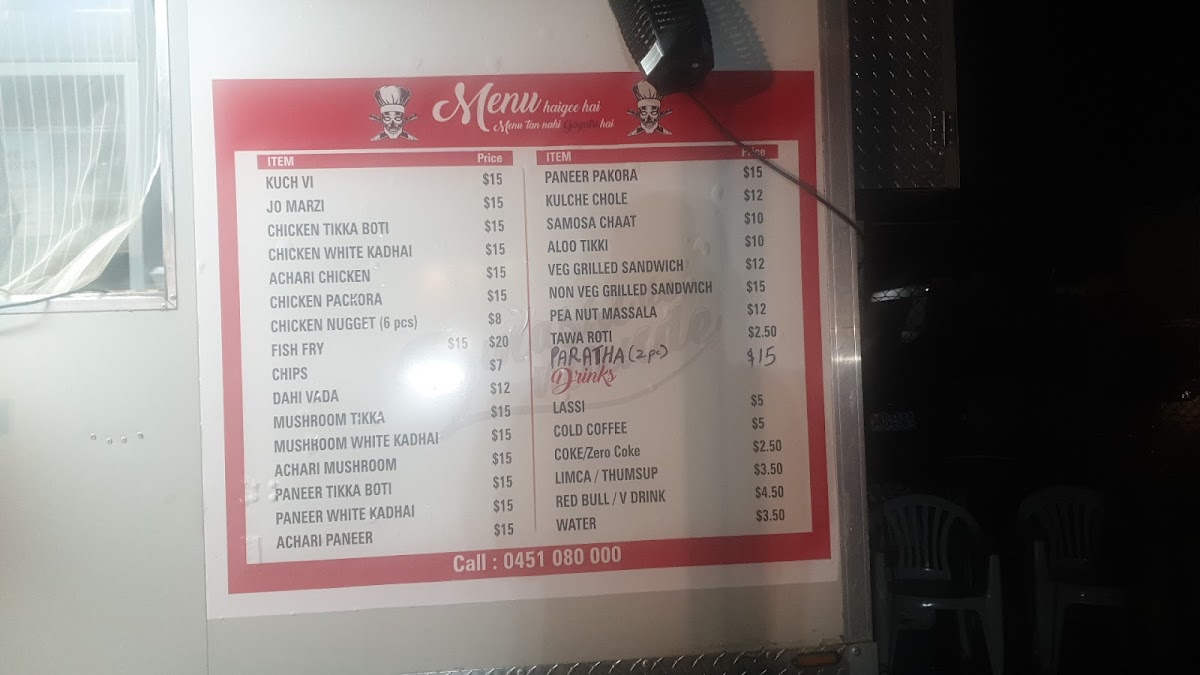 Menu haigee hai
Menu Tan nahi Gagatu hai
ITEM Price
KUCH VI $15
JO MARZI $15
CHICKEN TIKKA BOTI $15
CHICKEN WHITE KADHAI $15
ACHARI CHICKEN $15
CHICKEN PACKORA $15
CHICKEN NUGGET (6 pcs) $8
FISH FRY $15 $20
CHIPS $7
DAHI VADA $12
MUSHROOM TIKKA $15
MUSHROOM WHITE KADHAI $15
ACHARI MUSHROOM $15
PANEER TIKKA BOTI $15
PANEER WHITE KADHAI $15
ACHARI PANEER $15
ITEM Price
PANEER PAKORA $15
KULCHE CHOLE $12
SAMOSA CHAAT $10
ALOO TIKKI $10
VEG GRILLED SANDWICH $12
NON VEG GRILLED SANDWICH $15
PEA NUT MASSALA $12
TAWA ROTI $2.50
PARATHA (2 pc) $15
Drinks
LASSI $5
COLD COFFEE $5
COKE/Zero Coke $2.50
LIMCA / THUMSUP $3.50
RED BULL / V DRINK $4.50
WATER $3.50
Call : 0451 080 000